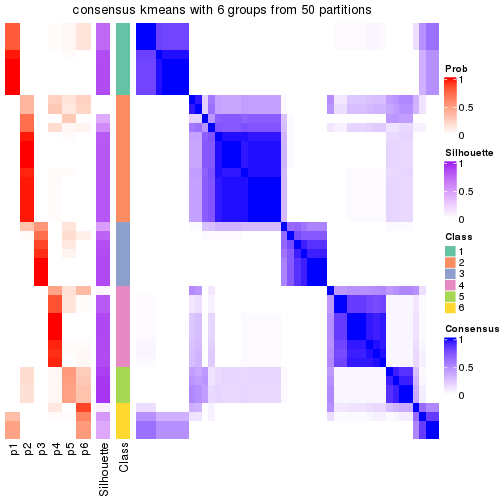 consensus kmeans with 6 groups from 50 partitions
Prob
1
0.5
0
Silhouette
1
0.5
0
Class
1
2
3
4
5
6
Consensus
1
0.5
0
p1
p2
p3
p4
p5
p6
Silhouette
Class